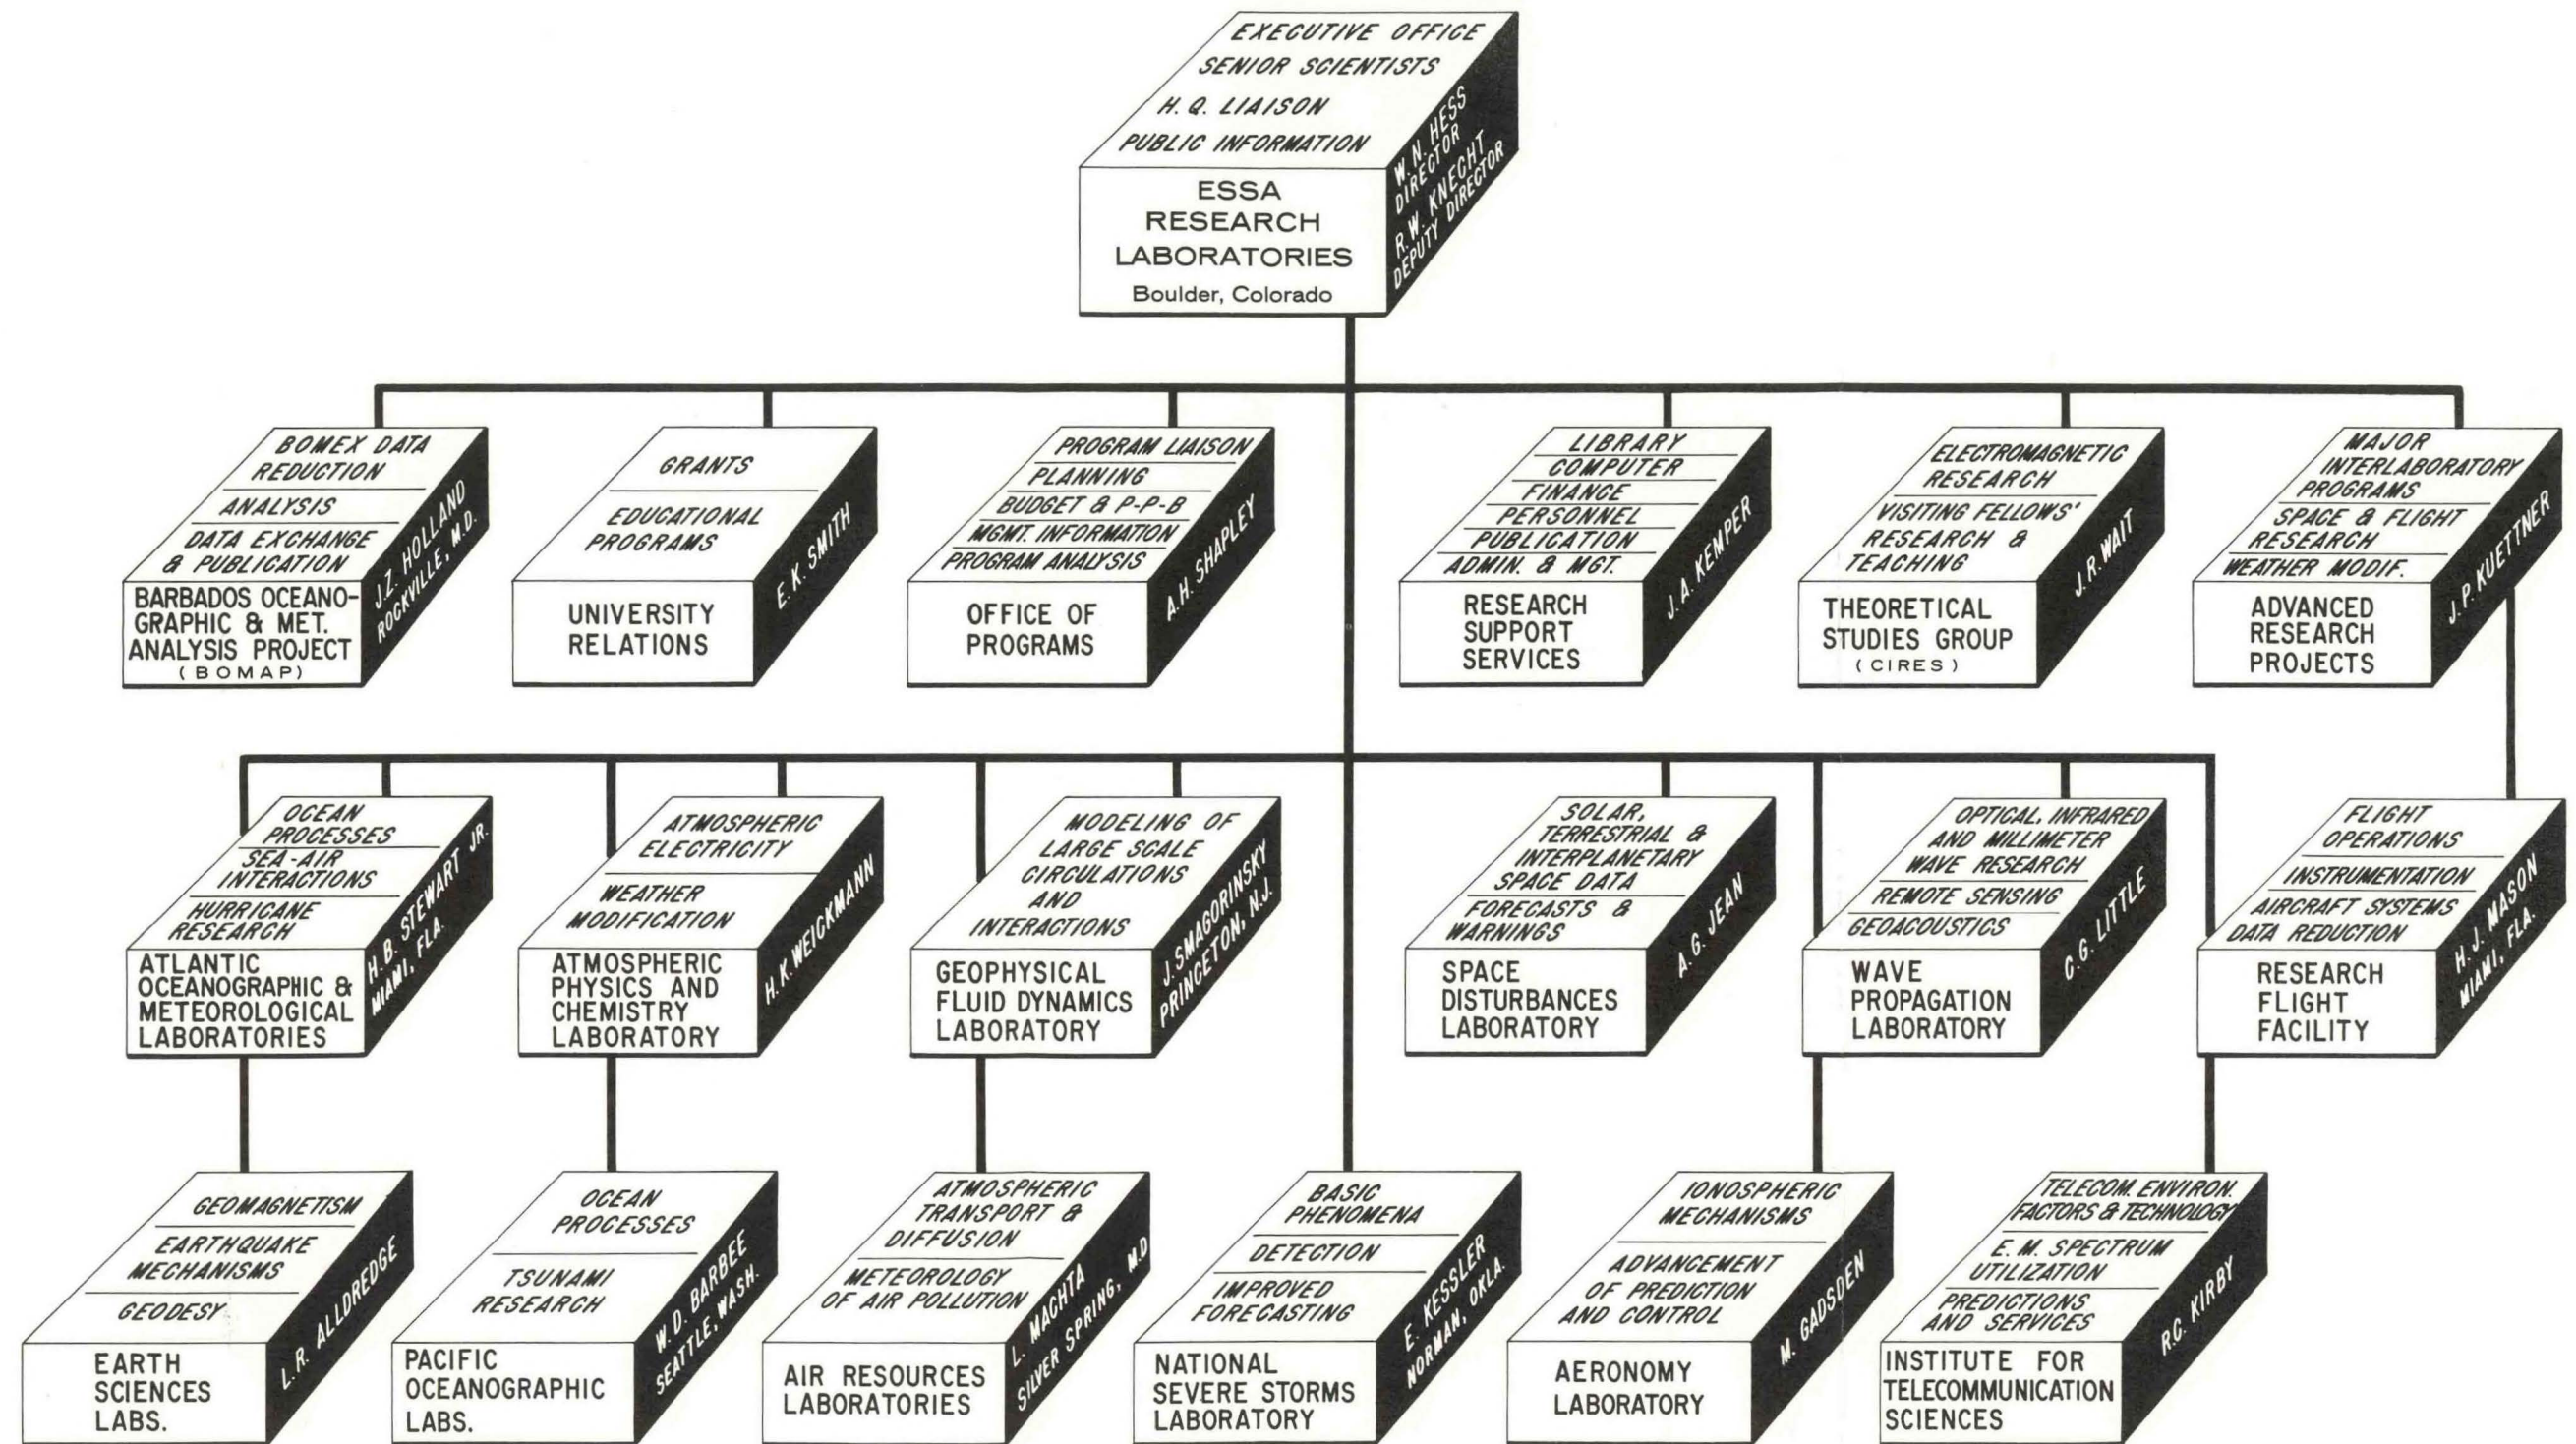 EXECUTIVE OFFICE
SENIOR SCIENTISTS
H. Q. LIAISON
PUBLIC INFORMATION
W. N. HESS
DIRECTOR
R. W. KNECHT
DEPUTY DIRECTOR
ESSA
RESEARCH
LABORATORIES
Boulder, Colorado
BOMEX DATA
REDUCTION
ANALYSIS
DATA EXCHANGE
& PUBLICATION
J.Z. HOLLAND
ROCKVILLE, M.D.
BARBADOS OCEANO-
GRAPHIC & MET.
ANALYSIS PROJECT
(BOMAP)
GRANTS
EDUCATIONAL
PROGRAMS
E. K. SMITH
UNIVERSITY
RELATIONS
PROGRAM LIAISON
PLANNING
BUDGET & P-P-B
MGMT. INFORMATION
PROGRAM ANALYSIS
A.H. SHAPLEY
OFFICE OF
PROGRAMS
LIBRARY
COMPUTER
FINANCE
PERSONNEL
PUBLICATION
ADMIN. & MGT.
J. A. KEMPER
RESEARCH
SUPPORT
SERVICES
ELECTROMAGNETIC
RESEARCH
VISITING FELLOWS'
RESEARCH &
TEACHING
J. R. WAIT
THEORETICAL
STUDIES GROUP
(CIRES)
MAJOR
INTERLABORATORY
PROGRAMS
SPACE & FLIGHT
RESEARCH
WEATHER MODIF.
J. P. KUETTNER
ADVANCED
RESEARCH
PROJECTS
OCEAN
PROCESSES
SEA-AIR
INTERACTIONS
HURRICANE
RESEARCH
H. B. STEWART JR.
MIAMI, FLA.
ATLANTIC
OCEANOGRAPHIC &
METEOROLOGICAL
LABORATORIES
ATMOSPHERIC
ELECTRICITY
WEATHER
MODIFICATION
H.K. WEICKMANN
ATMOSPHERIC
PHYSICS AND
CHEMISTRY
LABORATORY
MODELING OF
LARGE SCALE
CIRCULATIONS
AND
INTERACTIONS
J. SMAGORINSKY
PRINCETON, N.J.
GEOPHYSICAL
FLUID DYNAMICS
LABORATORY
SOLAR,
TERRESTRIAL &
INTERPLANETARY
SPACE DATA
FORECASTS &
WARNINGS
A.G. JEAN
SPACE
DISTURBANCES
LABORATORY
OPTICAL, INFRARED
AND MILLIMETER
WAVE RESEARCH
REMOTE SENSING
GEOACOUSTICS
C.G. LITTLE
WAVE
PROPAGATION
LABORATORY
FLIGHT
OPERATIONS
INSTRUMENTATION
AIRCRAFT SYSTEMS
DATA REDUCTION
H. J. MASON
MIAMI, FLA.
RESEARCH
FLIGHT
FACILITY
GEOMAGNETISM
EARTHQUAKE
MECHANISMS
GEODESY
L.R. ALLDREDGE
EARTH
SCIENCES
LABS.
OCEAN
PROCESSES
TSUNAMI
RESEARCH
W. D. BARBEE
SEATTLE, WASH.
PACIFIC
OCEANOGRAPHIC
LABS.
ATMOSPHERIC
TRANSPORT &
DIFFUSION
METEOROLOGY
OF AIR POLLUTION
L. MACHTA
SILVER SPRING, M.D
AIR RESOURCES
LABORATORIES
BASIC
PHENOMENA
DETECTION
IMPROVED
FORECASTING
E. KESSLER
NORMAN, OKLA.
NATIONAL
SEVERE STORMS
LABORATORY
IONOSPHERIC
MECHANISMS
ADVANCEMENT
OF PREDICTION
AND CONTROL
M. GADSDEN
AERONOMY
LABORATORY
TELECOM. ENVIRON.
FACTORS & TECHNOLOGY
E. M. SPECTRUM
UTILIZATION
PREDICTIONS
AND SERVICES
R.C. KIRBY
INSTITUTE FOR
TELECOMMUNICATION
SCIENCES